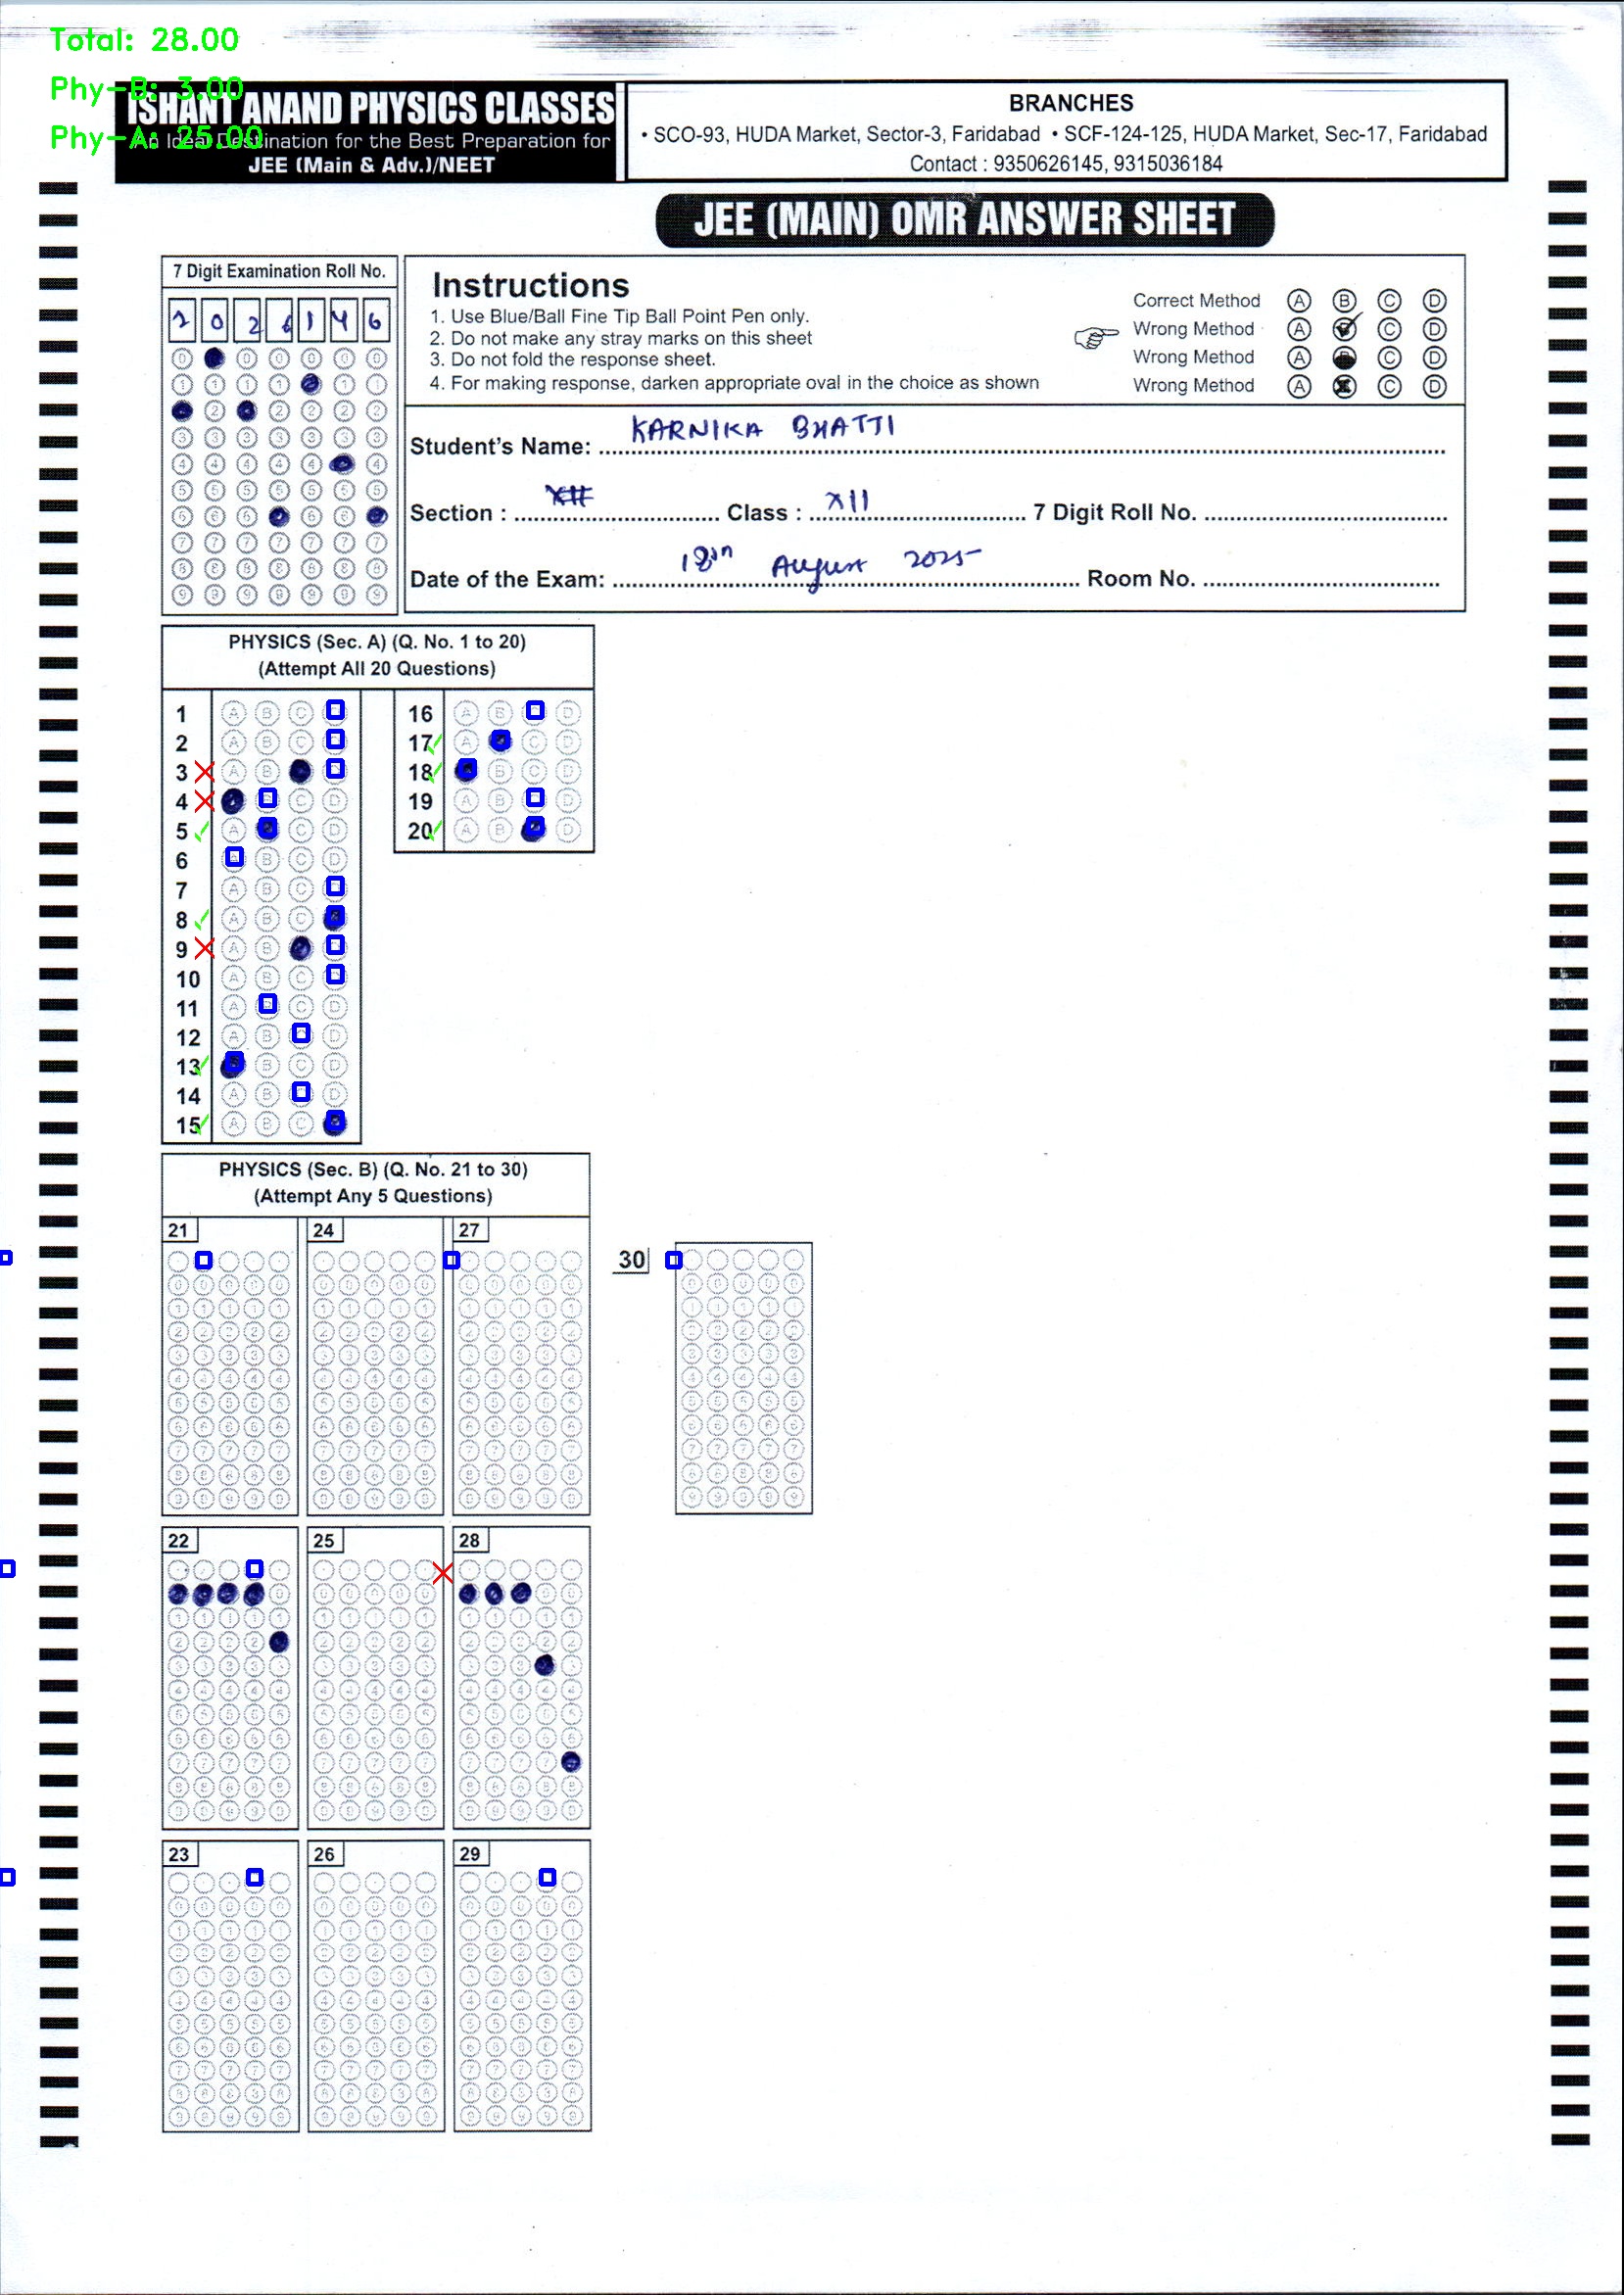 Total: 28.00
Phy-B: 3.00
Phy-A: 25.00
ISHANT ANAND PHYSICS CLASSES
An Ideal Destination for the Best Preparation for
JEE (Main & Adv.)/NEET
BRANCHES
• SCO-93, HUDA Market, Sector-3, Faridabad • SCF-124-125, HUDA Market, Sec-17, Faridabad
Contact : 9350626145, 9315036184
JEE (MAIN) OMR ANSWER SHEET
7 Digit Examination Roll No.
2 0 2 6 1 4 6
Instructions
1. Use Blue/Ball Fine Tip Ball Point Pen only.
2. Do not make any stray marks on this sheet
3. Do not fold the response sheet.
4. For making response, darken appropriate oval in the choice as shown
Correct Method A B C D
Wrong Method A B C D
Wrong Method A C D
Wrong Method A C D
Student's Name: KARNIKA BHATTI
Section : XII Class : XII 7 Digit Roll No.
Date of the Exam: 18th August 2025 Room No.
PHYSICS (Sec. A) (Q. No. 1 to 20)
(Attempt All 20 Questions)
1 A B C
2 A B C
3 A B
4 C D
5 A C D
6 B C D
7 A B C
8 A B C
9 A B
10 A B C
11 A C D
12 A B D
13 B C D
14 A B D
15 A B C
16 A B D
17 A C D
18 B C D
19 A B D
20 A B D
PHYSICS (Sec. B) (Q. No. 21 to 30)
(Attempt Any 5 Questions)
21 24 27 30
22 25 28
23 26 29